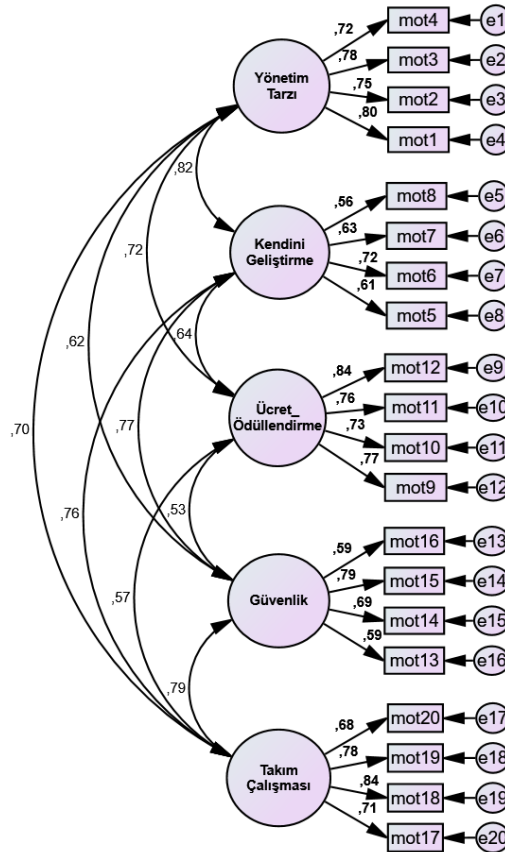 ,72
mot4
e1
,78
mot3
e2
Yönetim
Tarzı
,75
mot2
e3
,80
mot1
e4
,82
,56
mot8
e5
,63
mot7
e6
Kendini
Geliştirme
,72
mot6
e7
,61
mot5
e8
,72
,64
,62
,84
mot12
e9
,76
mot11
e10
Ücret_
Ödüllendirme
,73
mot10
e11
,77
mot9
e12
,70
,77
,76
,53
,59
mot16
e13
,79
mot15
e14
Güvenlik
,69
mot14
e15
,59
mot13
e16
,57
,79
,68
mot20
e17
,78
mot19
e18
Takım
Çalışması
,84
mot18
e19
,71
mot17
e20